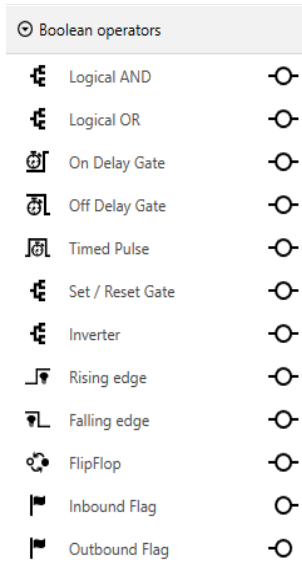 Boolean operators
Logical AND
Logical OR
On Delay Gate
Off Delay Gate
Timed Pulse
Set / Reset Gate
Inverter
Rising edge
Falling edge
FlipFlop
Inbound Flag
Outbound Flag